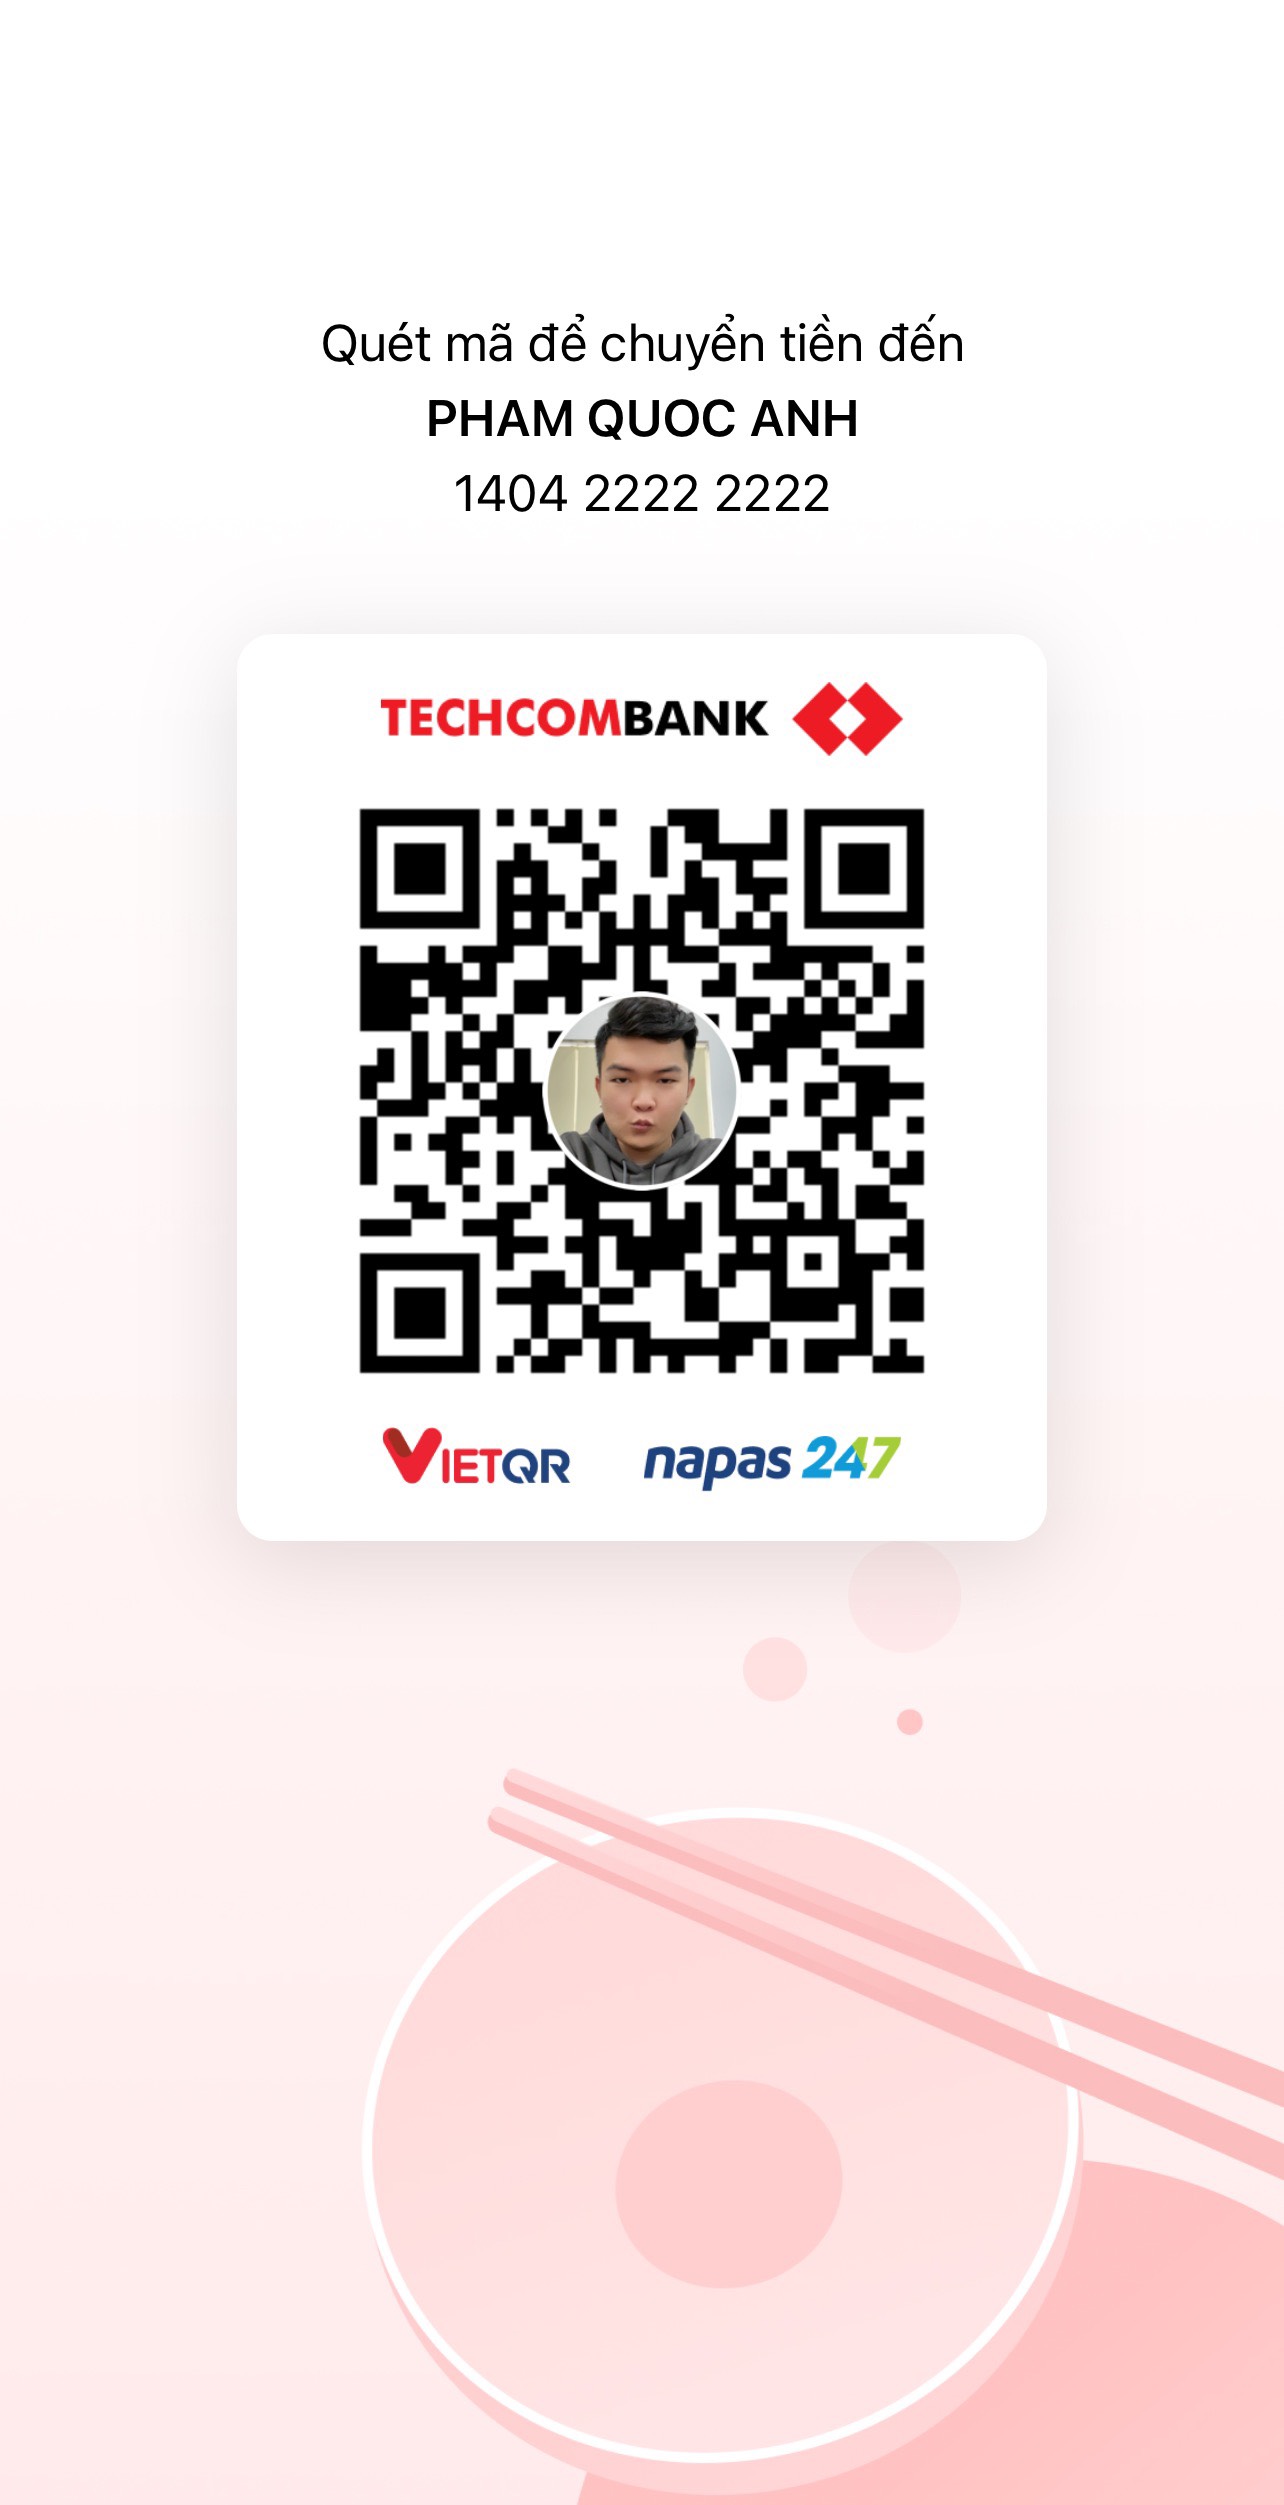 Quét mã để chuyển tiền đến
PHAM QUOC ANH
1404 2222 2222
TECHCOMBANK
VIETQR
napas 247